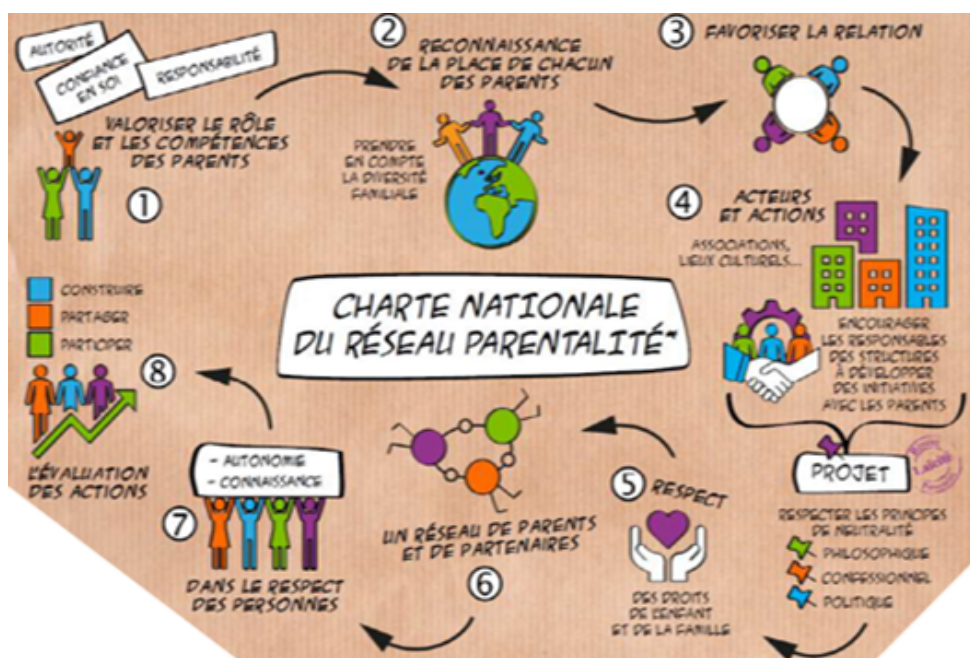 AUTORITÉ
CONFIANCE
EN SOI
RESPONSABILITÉ
VALORISER LE RÔLE
ET LES COMPÉTENCES
DES PARENTS
1
2
RECONNAISSANCE
DE LA PLACE DE CHACUN
DES PARENTS
PRENDRE
EN COMPTE
LA DIVERSITÉ
FAMILIALE
3
FAVORISER LA RELATION
4
ACTEURS
ET ACTIONS
ASSOCIATIONS,
LIEUX CULTURELS...
ENCOURAGER
LES RESPONSABLES
DES STRUCTURES
À DÉVELOPPER
DES INITIATIVES
AVEC LES PARENTS
CHARTE NATIONALE
DU RÉSEAU PARENTALITÉ*
PROJET
Laïcité
RESPECTER LES PRINCIPES
DE NEUTRALITÉ
PHILOSOPHIQUE
CONFESSIONNEL
POLITIQUE
5
RESPECT
DES DROITS
DE L'ENFANT
ET DE LA FAMILLE
UN RÉSEAU DE PARENTS
ET DE PARTENAIRES
6
- AUTONOMIE
- CONNAISSANCE
7
DANS LE RESPECT
DES PERSONNES
CONSTRUIRE
PARTAGER
PARTICIPER
8
L'ÉVALUATION
DES ACTIONS